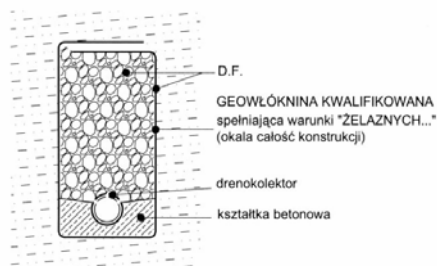 D.F.
GEOWŁÓKNINA KWALIFIKOWANA
spełniająca warunki "ŻELAZNYCH..."
(okala całość konstrukcji)
drenokolektor
kształtka betonowa